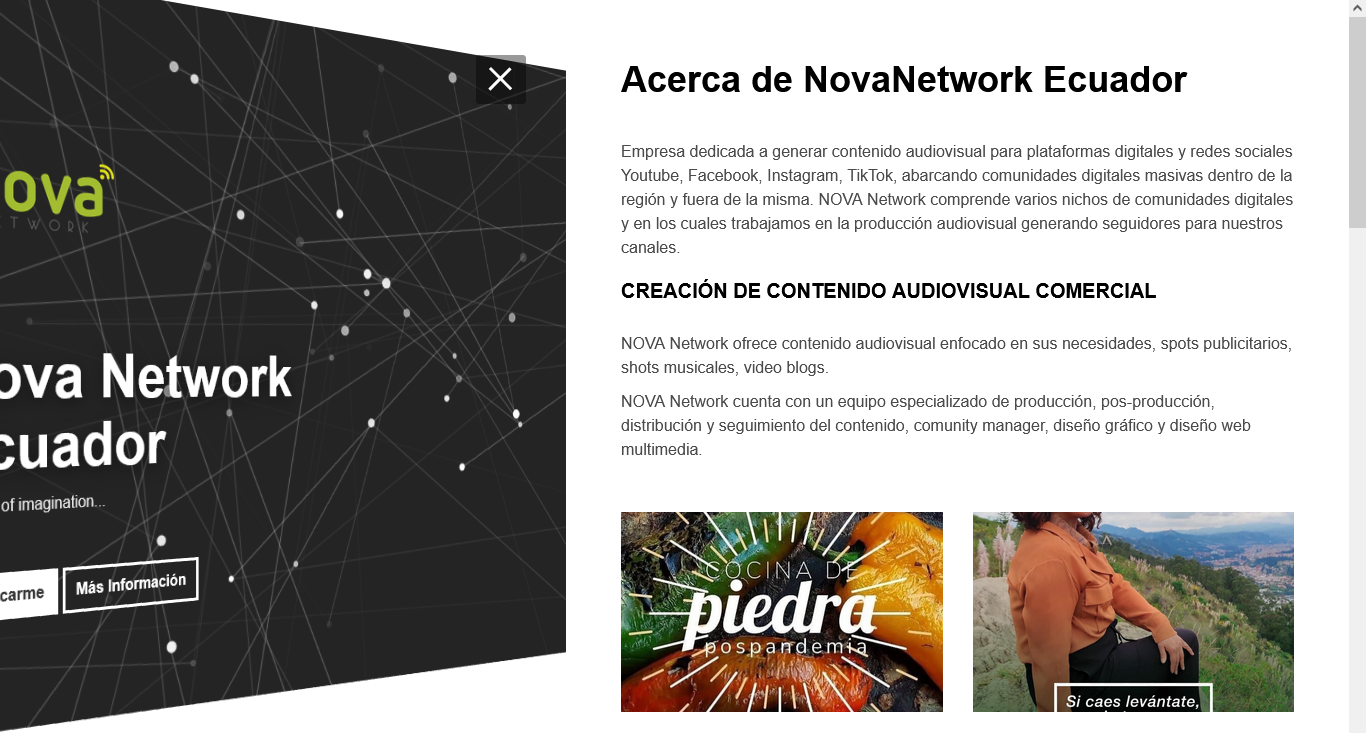 ova
TWORK
ova Network
cuador
of imagination...
carme
Más Información
Acerca de NovaNetwork Ecuador
Empresa dedicada a generar contenido audiovisual para plataformas digitales y redes sociales
Youtube, Facebook, Instagram, TikTok, abarcando comunidades digitales masivas dentro de la
región y fuera de la misma. NOVA Network comprende varios nichos de comunidades digitales
y en los cuales trabajamos en la producción audiovisual generando seguidores para nuestros
canales.
CREACIÓN DE CONTENIDO AUDIOVISUAL COMERCIAL
NOVA Network ofrece contenido audiovisual enfocado en sus necesidades, spots publicitarios,
shots musicales, video blogs.
NOVA Network cuenta con un equipo especializado de producción, pos-producción,
distribución y seguimiento del contenido, comunity manager, diseño gráfico y diseño web
multimedia.
COCINA DE
piedra
pospandemia
Si caes levántate,